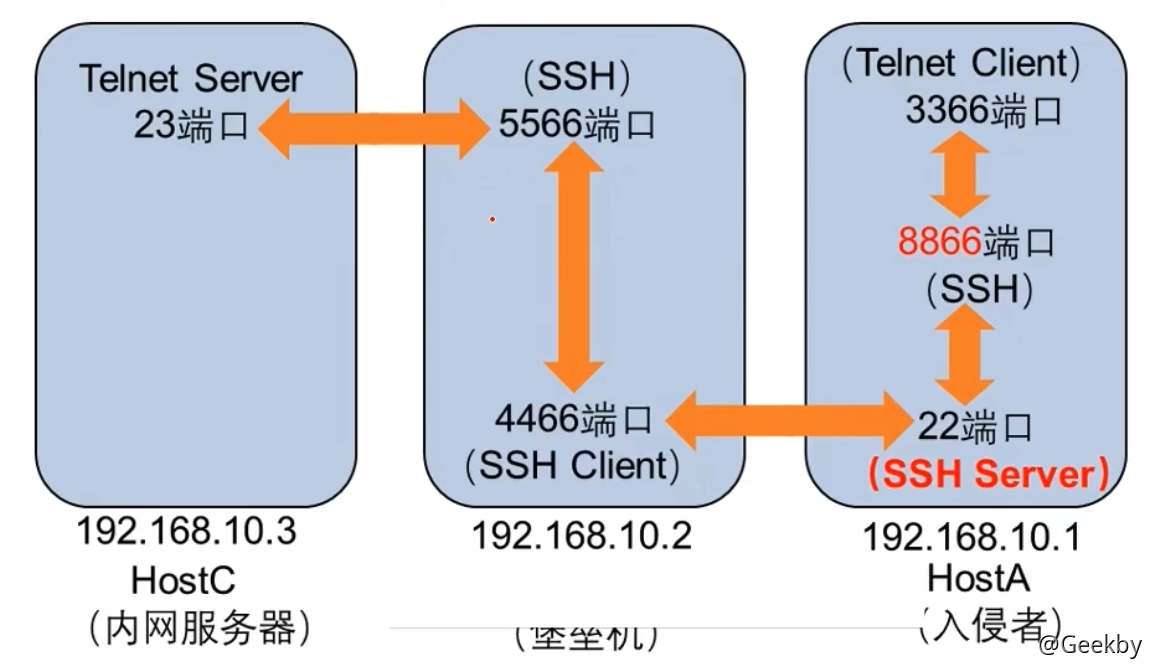 Telnet Server
23端口
192.168.10.3
HostC
（内网服务器）
（SSH）
5566端口
4466端口
（SSH Client）
192.168.10.2
（堡垒机）
（Telnet Client）
3366端口
8866端口
（SSH）
22端口
（SSH Server）
192.168.10.1
HostA
（入侵者）
@Geekby